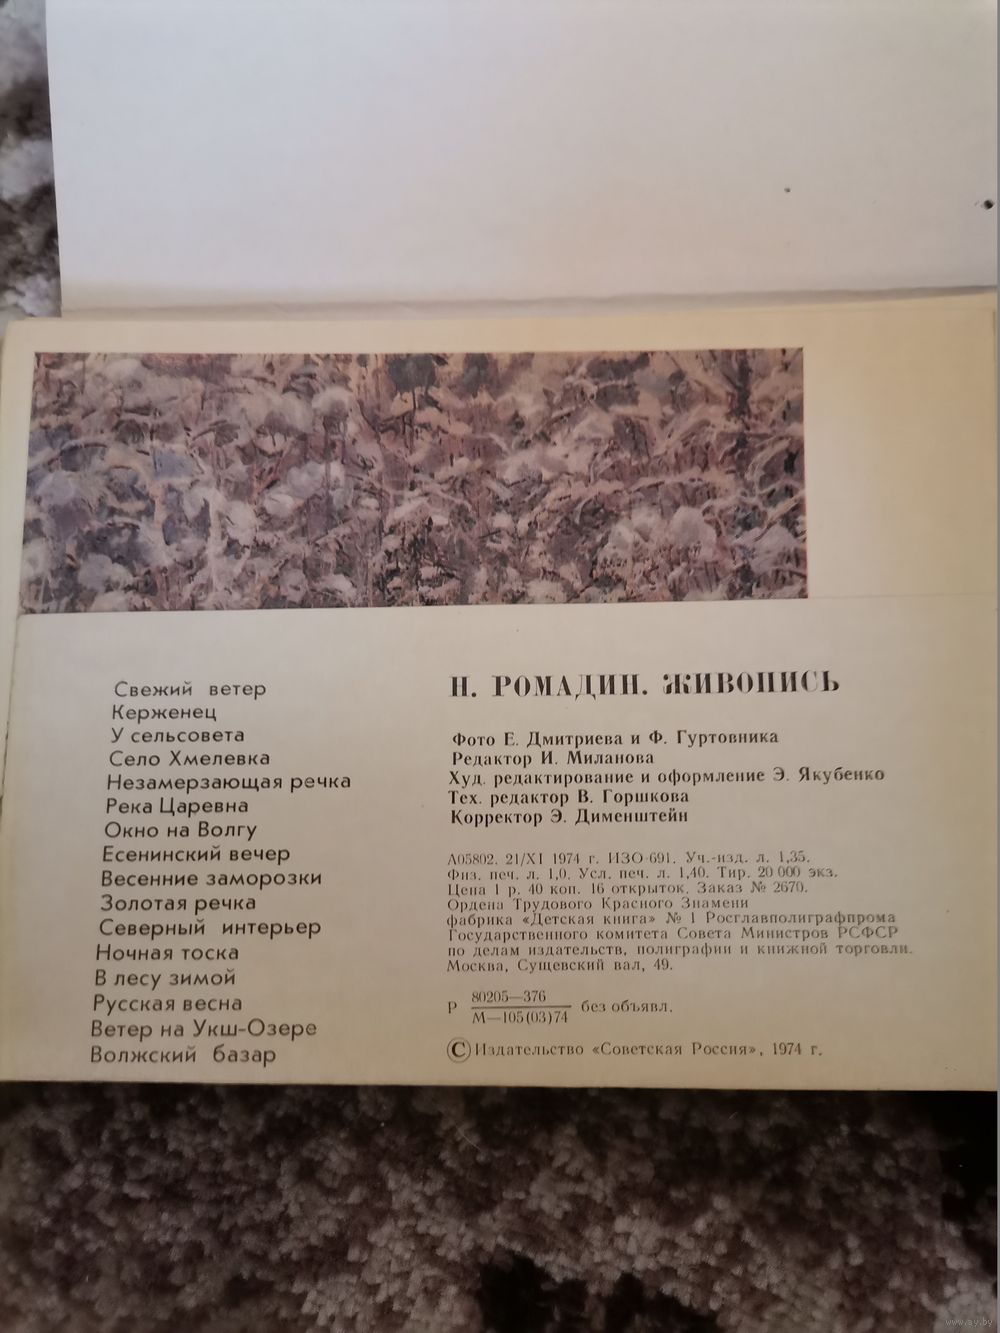 Свежий ветер
Керженец
У сельсовета
Село Хмелевка
Незамерзающая речка
Река Царевна
Окно на Волгу
Есенинский вечер
Весенние заморозки
Золотая речка
Северный интерьер
Ночная тоска
В лесу зимой
Русская весна
Ветер на Укш-Озере
Волжский базар
Н. РОМАДИН. ЖИВОПИСЬ
Фото Е. Дмитриева и Ф. Гуртовника
Редактор И. Миланова
Худ. редактирование и оформление Э. Якубенко
Тех. редактор В. Горшкова
Корректор Э. Дименштейн
А05802. 21/XI 1974 г. ИЗО-691. Уч.-изд. л. 1,35.
Физ. печ. л. 1,0. Усл. печ. л. 1,40. Тир. 20 000 экз.
Цена 1 р. 40 коп. 16 открыток. Заказ № 2670.
Ордена Трудового Красного Знамени
фабрика «Детская книга» № 1 Росглавполиграфпрома
Государственного комитета Совета Министров РСФСР
по делам издательств, полиграфии и книжной торговли.
Москва, Сущевский вал, 49.
Р 80205—376 без объявл.
М—105(03)74
© Издательство «Советская Россия», 1974 г.
www.ay.by